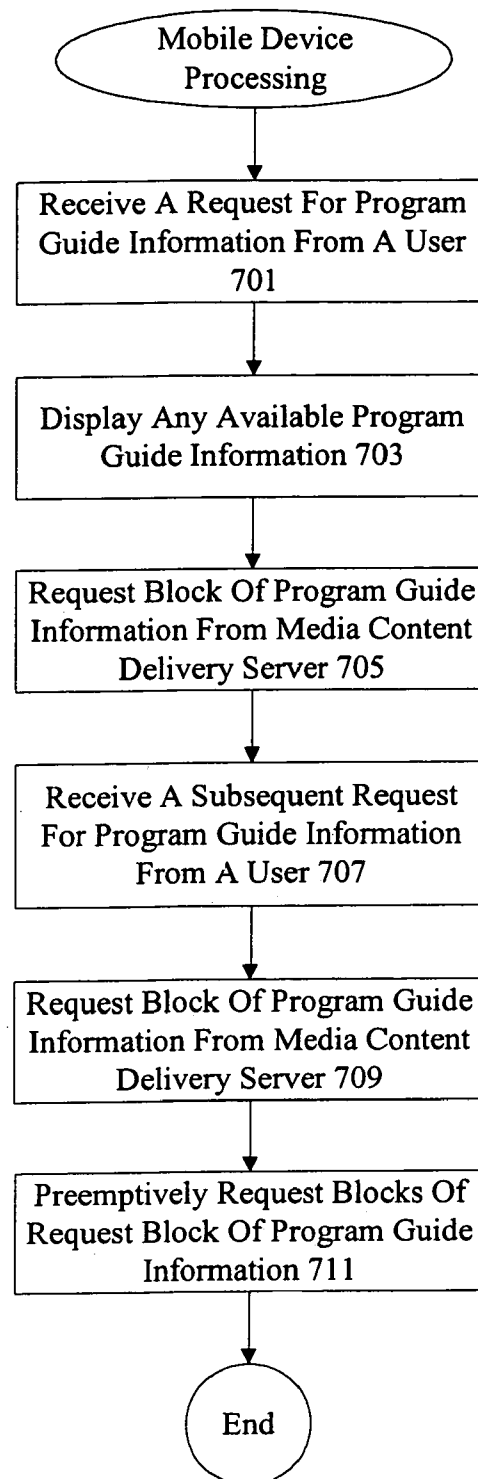 Mobile Device
Processing
Receive A Request For Program
Guide Information From A User
701
Display Any Available Program
Guide Information 703
Request Block Of Program Guide
Information From Media Content
Delivery Server 705
Receive A Subsequent Request
For Program Guide Information
From A User 707
Request Block Of Program Guide
Information From Media Content
Delivery Server 709
Preemptively Request Blocks Of
Request Block Of Program Guide
Information 711
End